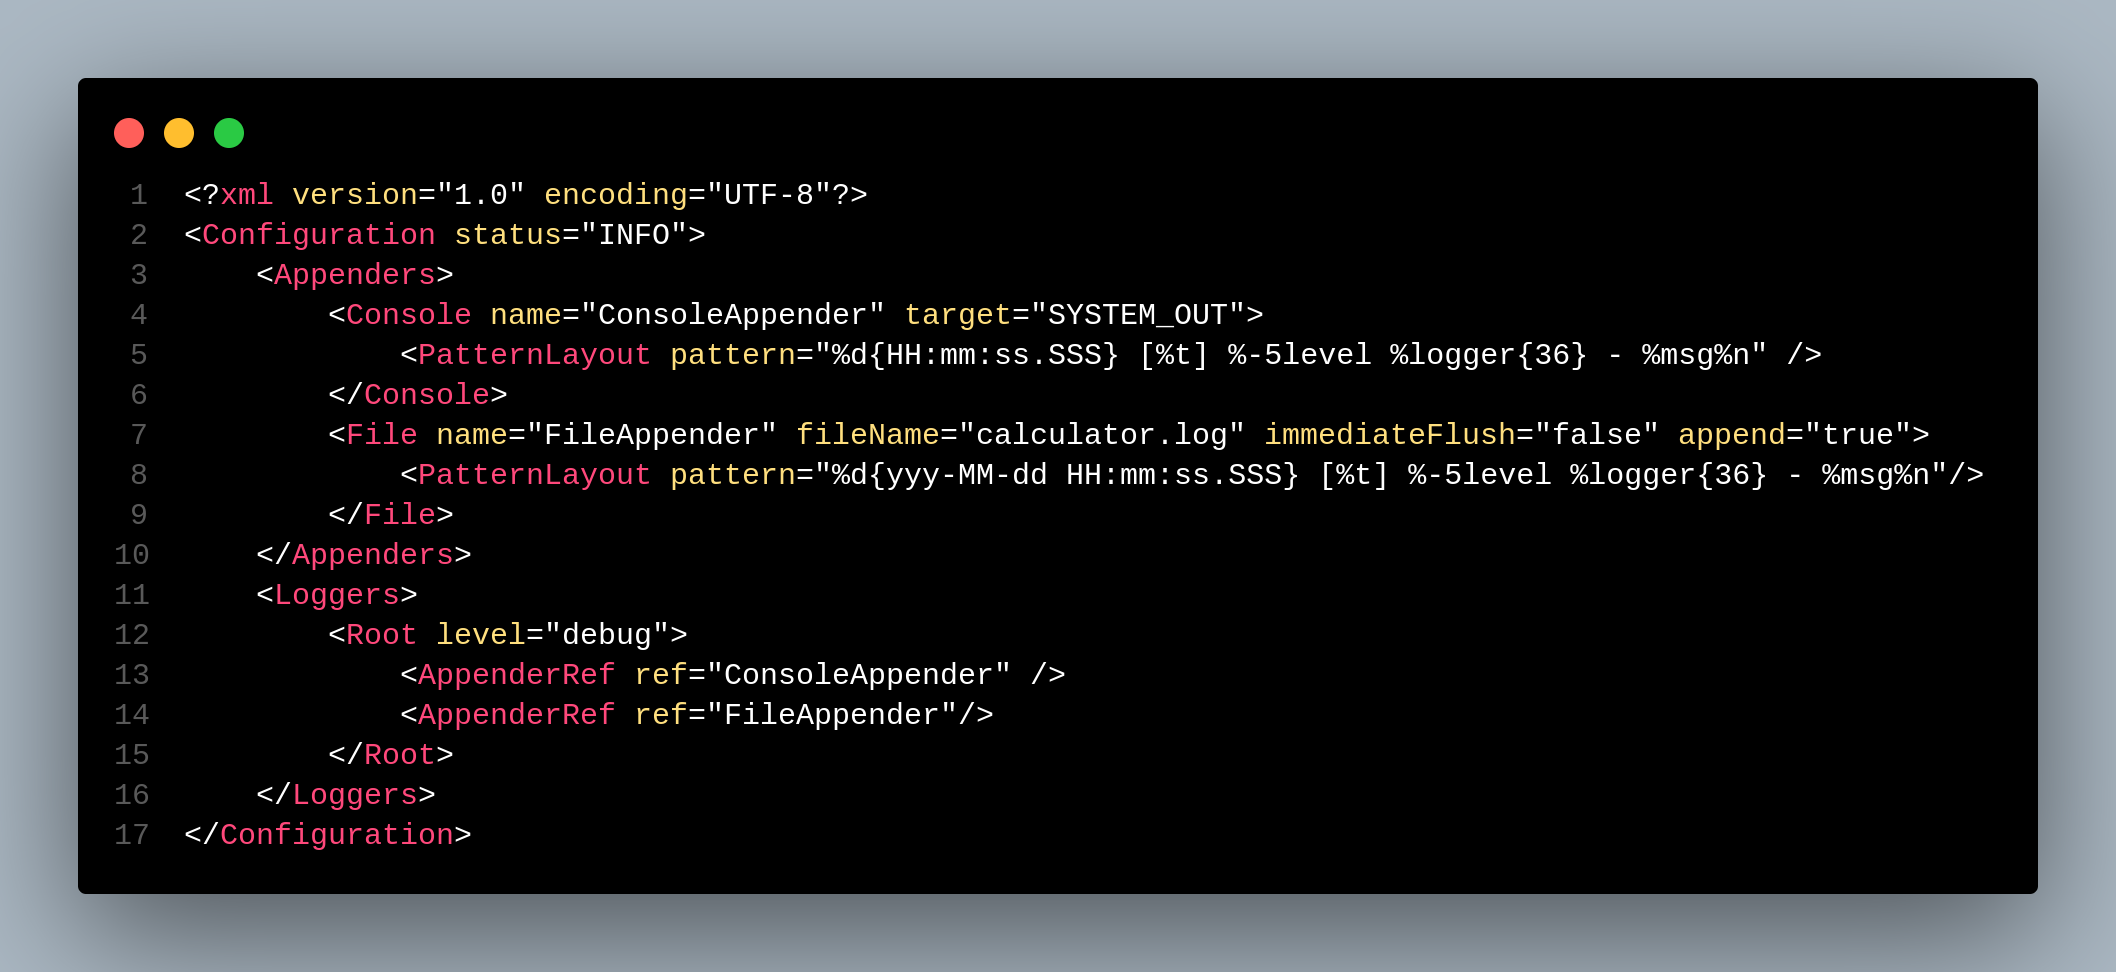 1 <?xml version="1.0" encoding="UTF-8"?>
2 <Configuration status="INFO">
3     <Appenders>
4         <Console name="ConsoleAppender" target="SYSTEM_OUT">
5             <PatternLayout pattern="%d{HH:mm:ss.SSS} [%t] %-5level %logger{36} - %msg%n" />
6         </Console>
7         <File name="FileAppender" fileName="calculator.log" immediateFlush="false" append="true">
8             <PatternLayout pattern="%d{yyy-MM-dd HH:mm:ss.SSS} [%t] %-5level %logger{36} - %msg%n"/>
9         </File>
10     </Appenders>
11     <Loggers>
12         <Root level="debug">
13             <AppenderRef ref="ConsoleAppender" />
14             <AppenderRef ref="FileAppender"/>
15         </Root>
16     </Loggers>
17 </Configuration>